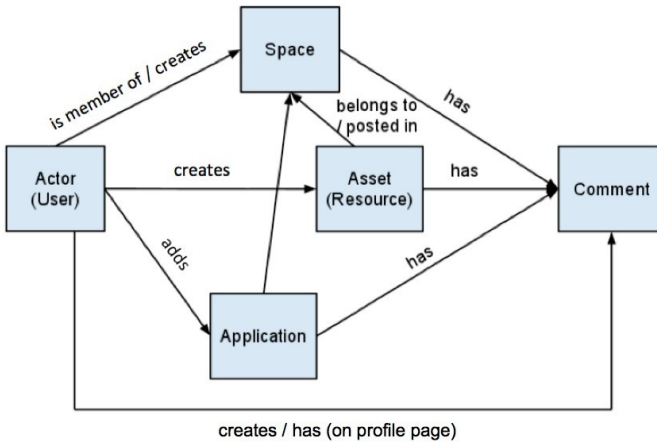 Space
is member of / creates
has
belongs to
/ posted in
Actor
(User)
creates
Asset
(Resource)
has
Comment
adds
has
Application
creates / has (on profile page)